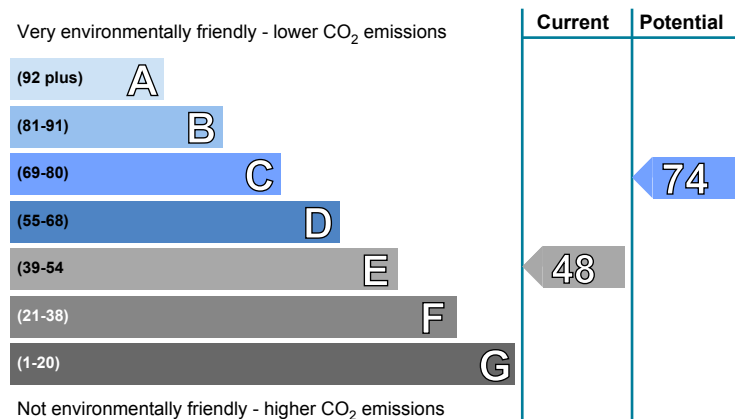 Very environmentally friendly - lower CO₂ emissions
Current
Potential
(92 plus) A
(81-91) B
(69-80) C
74
(55-68) D
(39-54 E
48
(21-38) F
(1-20) G
Not environmentally friendly - higher CO₂ emissions